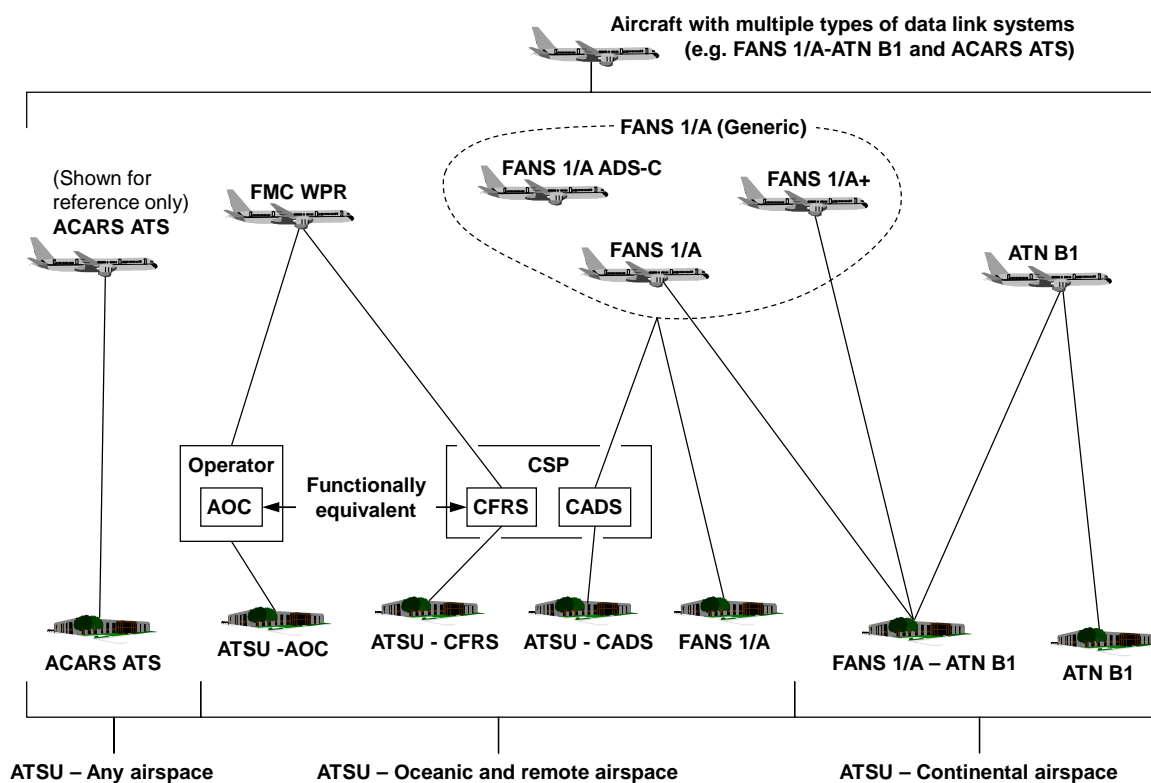 Aircraft with multiple types of data link systems
(e.g. FANS 1/A-ATN B1 and ACARS ATS)
FANS 1/A (Generic)
(Shown for
reference only)
ACARS ATS
FMC WPR
FANS 1/A ADS-C
FANS 1/A+
FANS 1/A
ATN B1
Operator
AOC
Functionally
equivalent
CSP
CFRS
CADS
ACARS ATS
ATSU -AOC
ATSU - CFRS
ATSU - CADS
FANS 1/A
FANS 1/A – ATN B1
ATN B1
ATSU – Any airspace
ATSU – Oceanic and remote airspace
ATSU – Continental airspace